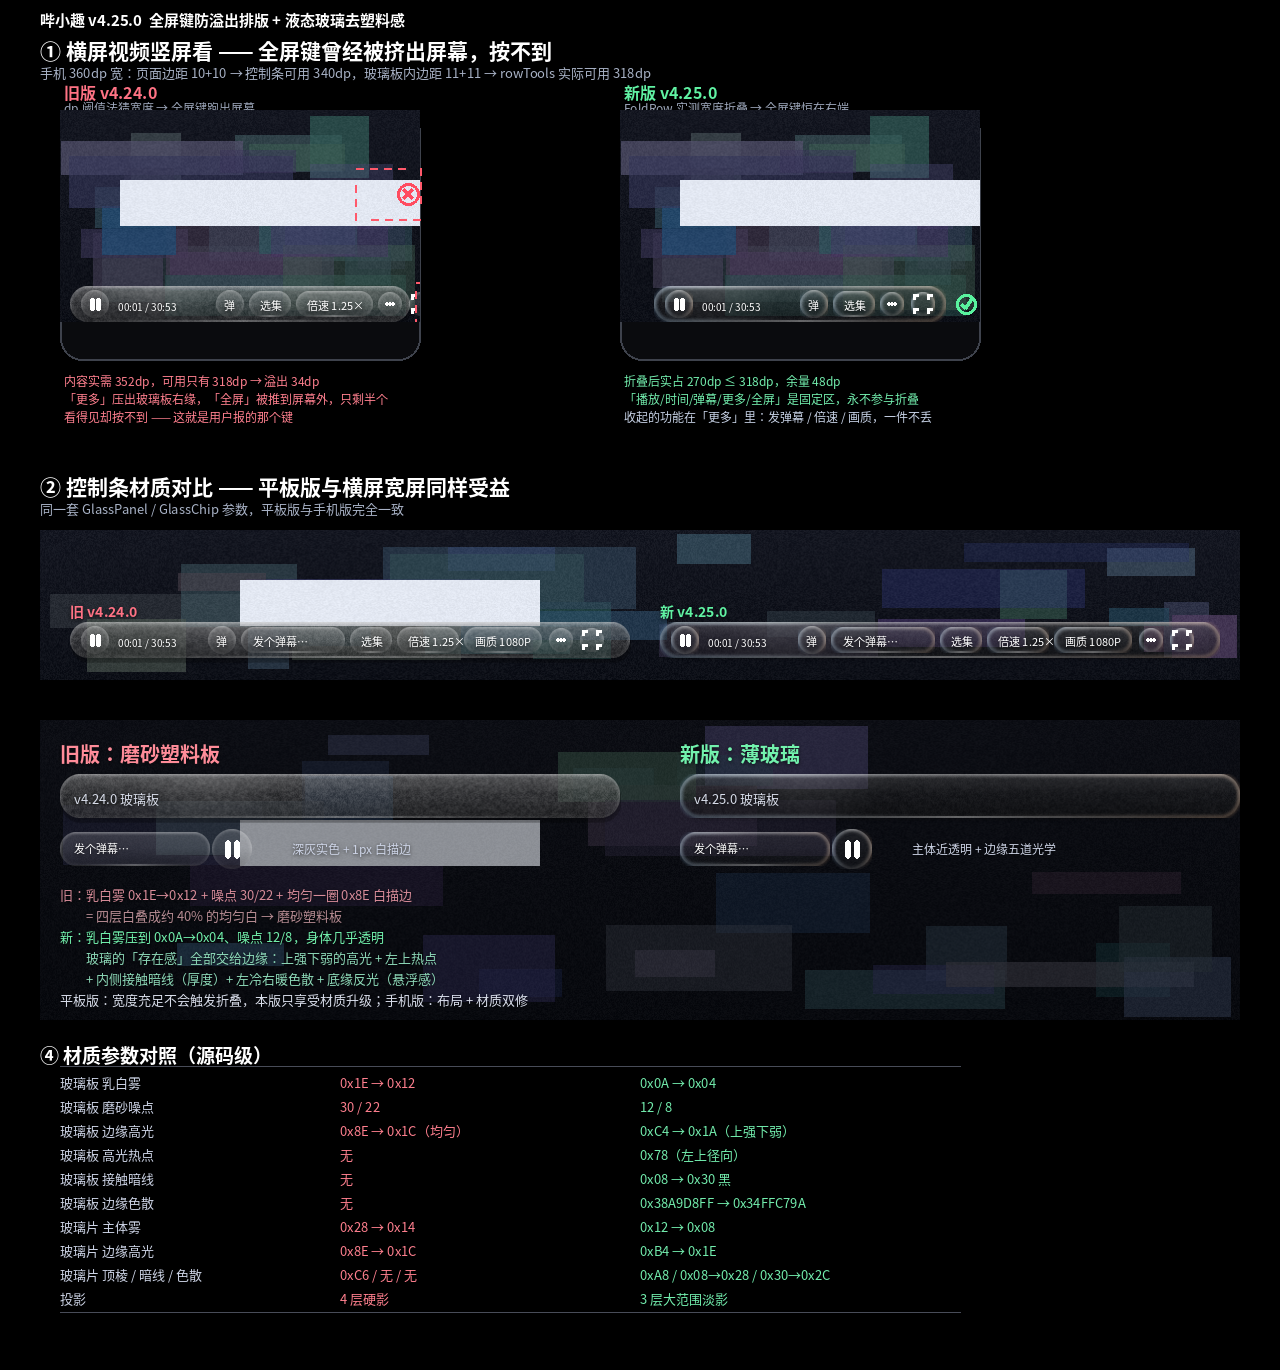 哔小趣 v4.25.0 全屏键防溢出排版 + 液态玻璃去塑料感
① 横屏视频竖屏看 —— 全屏键曾经被挤出屏幕，按不到
手机 360dp 宽：页面边距 10+10 → 控制条可用 340dp，玻璃板内边距 11+11 → rowTools 实际可用 318dp
旧版 v4.24.0
dp 阈值法猜宽度 → 全屏键跑出屏幕
新版 v4.25.0
FoldRow 实测宽度折叠 → 全屏键恒在右端
00:01 / 30:53 弹 选集 倍速 1.25× •••
00:01 / 30:53 弹 选集 •••
内容实需 352dp，可用只有 318dp → 溢出 34dp
「更多」压出玻璃板右缘，「全屏」被推到屏幕外，只剩半个
看得见却按不到 —— 这就是用户报的那个键
折叠后实占 270dp ≤ 318dp，余量 48dp
「播放/时间/弹幕/更多/全屏」是固定区，永不参与折叠
收起的功能在「更多」里：发弹幕 / 倍速 / 画质，一件不丢
② 控制条材质对比 —— 平板版与横屏宽屏同样受益
同一套 GlassPanel / GlassChip 参数，平板版与手机版完全一致
旧 v4.24.0
00:01 / 30:53 弹 发个弹幕… 选集 倍速 1.25× 画质 1080P •••
新 v4.25.0
00:01 / 30:53 弹 发个弹幕… 选集 倍速 1.25× 画质 1080P •••
旧版：磨砂塑料板
v4.24.0 玻璃板
发个弹幕… 深灰实色 + 1px 白描边
新版：薄玻璃
v4.25.0 玻璃板
发个弹幕… 主体近透明 + 边缘五道光学
旧：乳白雾 0x1E→0x12 + 噪点 30/22 + 均匀一圈 0x8E 白描边
= 四层白叠成约 40% 的均匀白 → 磨砂塑料板
新：乳白雾压到 0x0A→0x04、噪点 12/8，身体几乎透明
玻璃的「存在感」全部交给边缘：上强下弱的高光 + 左上热点
+ 内侧接触暗线（厚度）+ 左冷右暖色散 + 底缘反光（悬浮感）
平板版：宽度充足不会触发折叠，本版只享受材质升级；手机版：布局 + 材质双修
④ 材质参数对照（源码级）
玻璃板 乳白雾 0x1E → 0x12 0x0A → 0x04
玻璃板 磨砂噪点 30 / 22 12 / 8
玻璃板 边缘高光 0x8E → 0x1C（均匀） 0xC4 → 0x1A（上强下弱）
玻璃板 高光热点 无 0x78（左上径向）
玻璃板 接触暗线 无 0x08 → 0x30 黑
玻璃板 边缘色散 无 0x38A9D8FF → 0x34FFC79A
玻璃片 主体雾 0x28 → 0x14 0x12 → 0x08
玻璃片 边缘高光 0x8E → 0x1C 0xB4 → 0x1E
玻璃片 顶棱 / 暗线 / 色散 0xC6 / 无 / 无 0xA8 / 0x08→0x28 / 0x30→0x2C
投影 4 层硬影 3 层大范围淡影